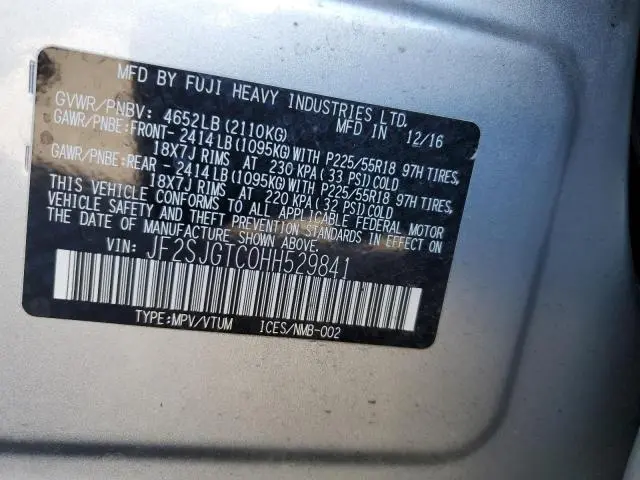 MFD BY FUJI HEAVY INDUSTRIES LTD.
GVWR/PNBV: 4652LB(2110KG) MFD IN 12/16
GAWR/PNBE:FRONT- 2414LB(1095KG)WITH P225/55R18 97H TIRES,
18X7J RIMS AT 230 KPA(33 PSI)COLD
GAWR/PNBE:REAR - 2414LB(1095KG)WITH P225/55R18 97H TIRES,
18X7J RIMS AT 220 KPA(32 PSI)COLD
THIS VEHICLE CONFORMS TO ALL APPLICABLE FEDERAL MOTOR
VEHICLE SAFETY AND THEFT PREVENTION STANDARDS IN EFFECT ON
THE DATE OF MANUFACTURE SHOWN ABOVE.
VIN: JF2SJGTC0HH529841
TYPE:MPV/VTUM ICES/NMB-002